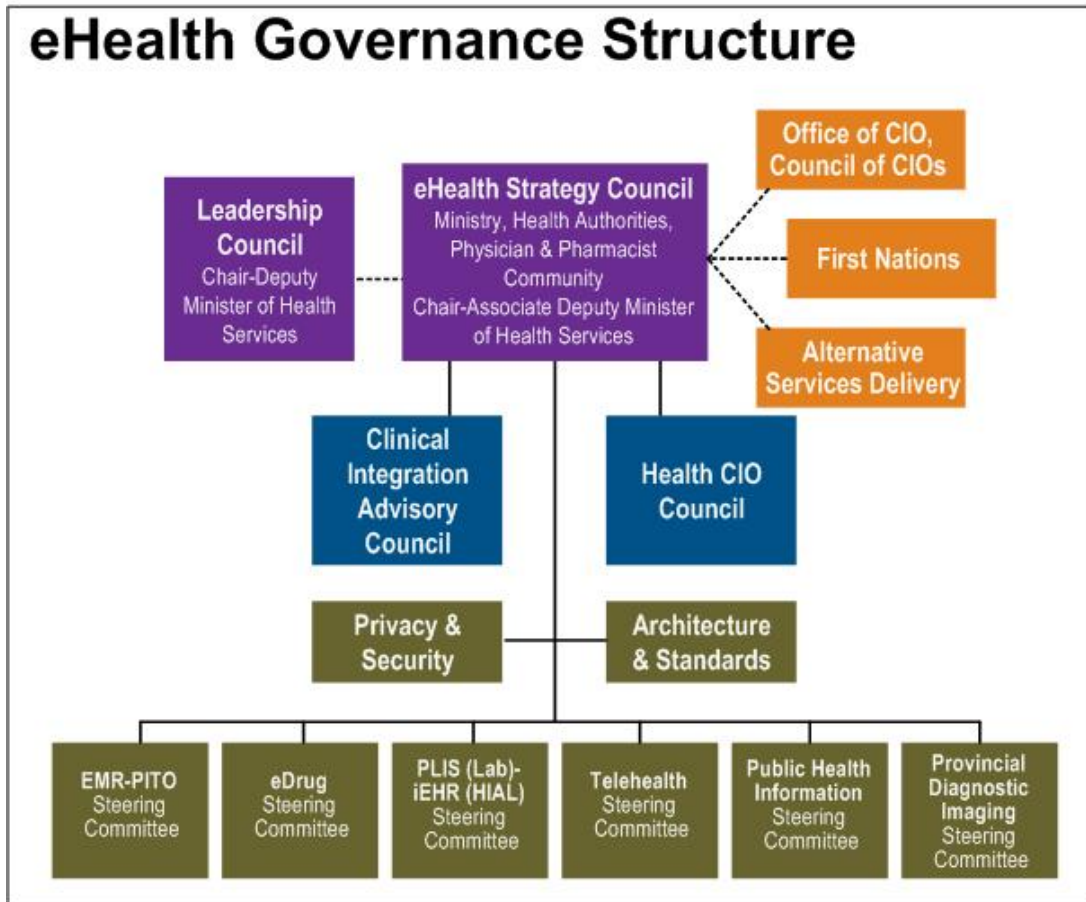 eHealth Governance Structure
Office of CIO,
Council of CIOs
Leadership
Council
Chair-Deputy
Minister of Health
Services
eHealth Strategy Council
Ministry, Health Authorities,
Physician & Pharmacist
Community
Chair-Associate Deputy Minister
of Health Services
First Nations
Alternative
Services Delivery
Clinical
Integration
Advisory
Council
Health CIO
Council
Privacy &
Security
Architecture
& Standards
EMR-PITO
Steering
Committee
eDrug
Steering
Committee
PLIS (Lab)-
iEHR (HIAL)
Steering
Committee
Telehealth
Steering
Committee
Public Health
Information
Steering
Committee
Provincial
Diagnostic
Imaging
Steering
Committee